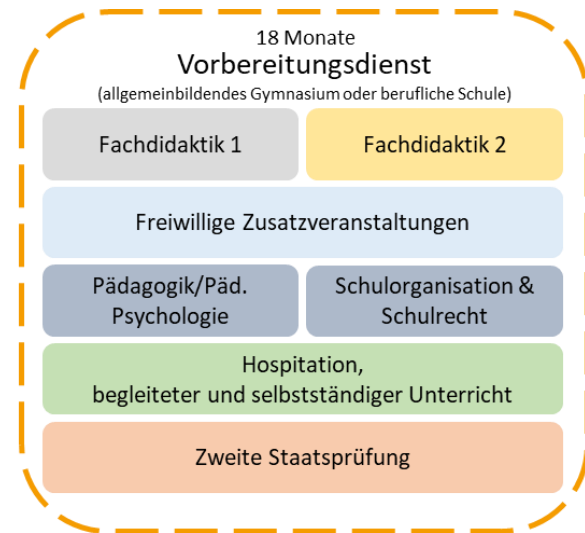 18 Monate
Vorbereitungsdienst
(allgemeinbildendes Gymnasium oder berufliche Schule)
Fachdidaktik 1
Fachdidaktik 2
Freiwillige Zusatzveranstaltungen
Pädagogik/Päd.
Psychologie
Schulorganisation &
Schulrecht
Hospitation,
begleiteter und selbstständiger Unterricht
Zweite Staatsprüfung